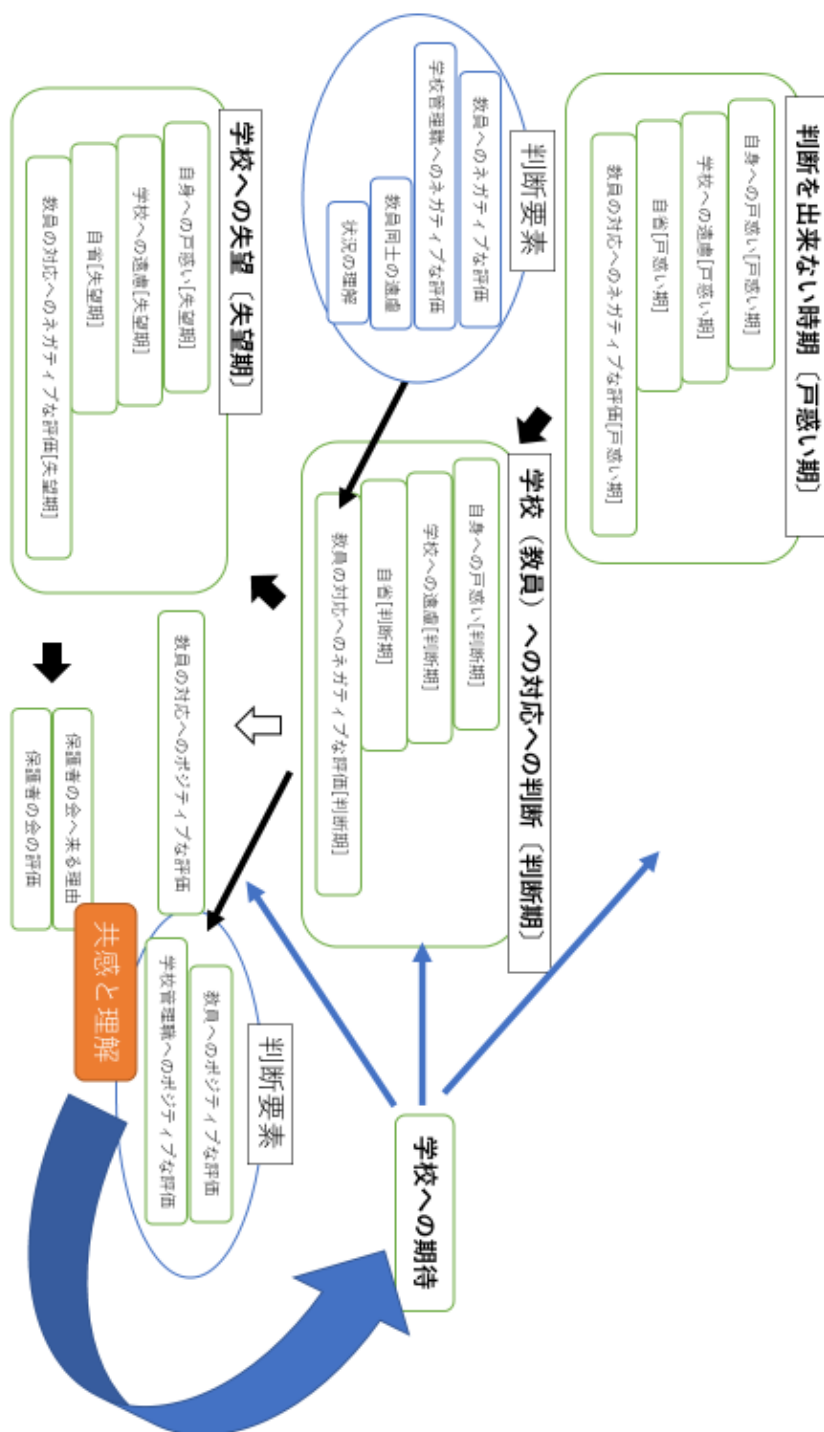 判断を出来ない時期〔戸惑い期〕
自身への戸惑い[戸惑い期]
学校への遠慮[戸惑い期]
自省[戸惑い期]
教員の対応へのネガティブな評価[戸惑い期]
判断要素
教員へのネガティブな評価
学校管理職へのネガティブな評価
教員同士の遠慮
状況の理解
学校（教員）への対応への判断〔判断期〕
自身への戸惑い[判断期]
学校への遠慮[判断期]
自省[判断期]
教員の対応へのネガティブな評価[判断期]
学校への期待
学校への失望〔失望期〕
自身への戸惑い[失望期]
学校への遠慮[失望期]
自省[失望期]
教員の対応へのネガティブな評価[失望期]
教員の対応へのポジティブな評価
判断要素
教員へのポジティブな評価
学校管理職へのポジティブな評価
保護者の会へ来る理由
保護者の会の評価
共感と理解